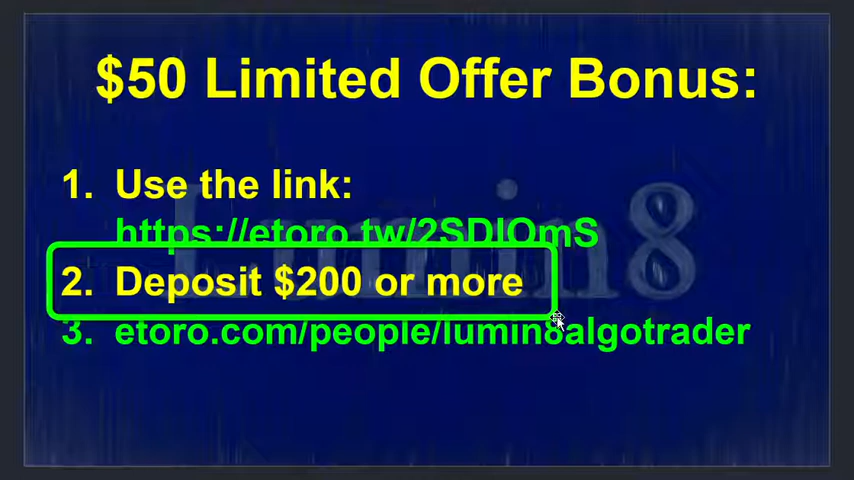 $50 Limited Offer Bonus:
1. Use the link:
https://etoro.tw/2SDIOmS
2. Deposit $200 or more
3. etoro.com/people/lumin8algotrader
Lumin8